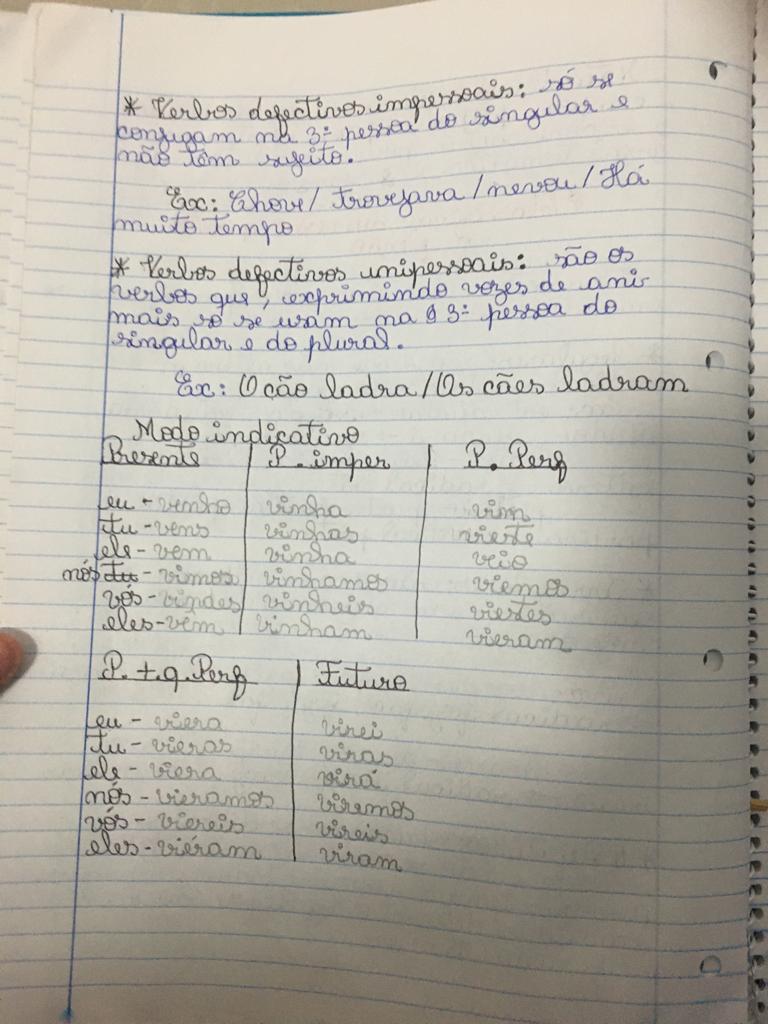 * Verbos defectivos impessoais: só se
conjugam na 3ª pessoa do singular e
não têm sujeito.
Ex: Chove/ trovejava /nevou/ Há
muito tempo
* Verbos defectivos unipessoais: são os
verbos que, exprimindo vozes de ani-
mais só se usam na 3ª pessoa do
singular e do plural.
Ex: O cão ladra/Os cães ladram
Modo indicativo
Presente | P. imper | P. Perf
eu - venho | vinha | vim
tu - vens | vinhas | vieste
ele - vem | vinha | veio
nós - vimos | vinhamos | viemos
vós - vindes | vinheis | viestes
eles - vêm | vinham | vieram
P. +.q. Perf | Futuro
eu - viera | virei
tu - vieras | viras
ele - viera | virá
nós - vieramos | viremos
vós - viereis | vireis
eles - viéram | viram